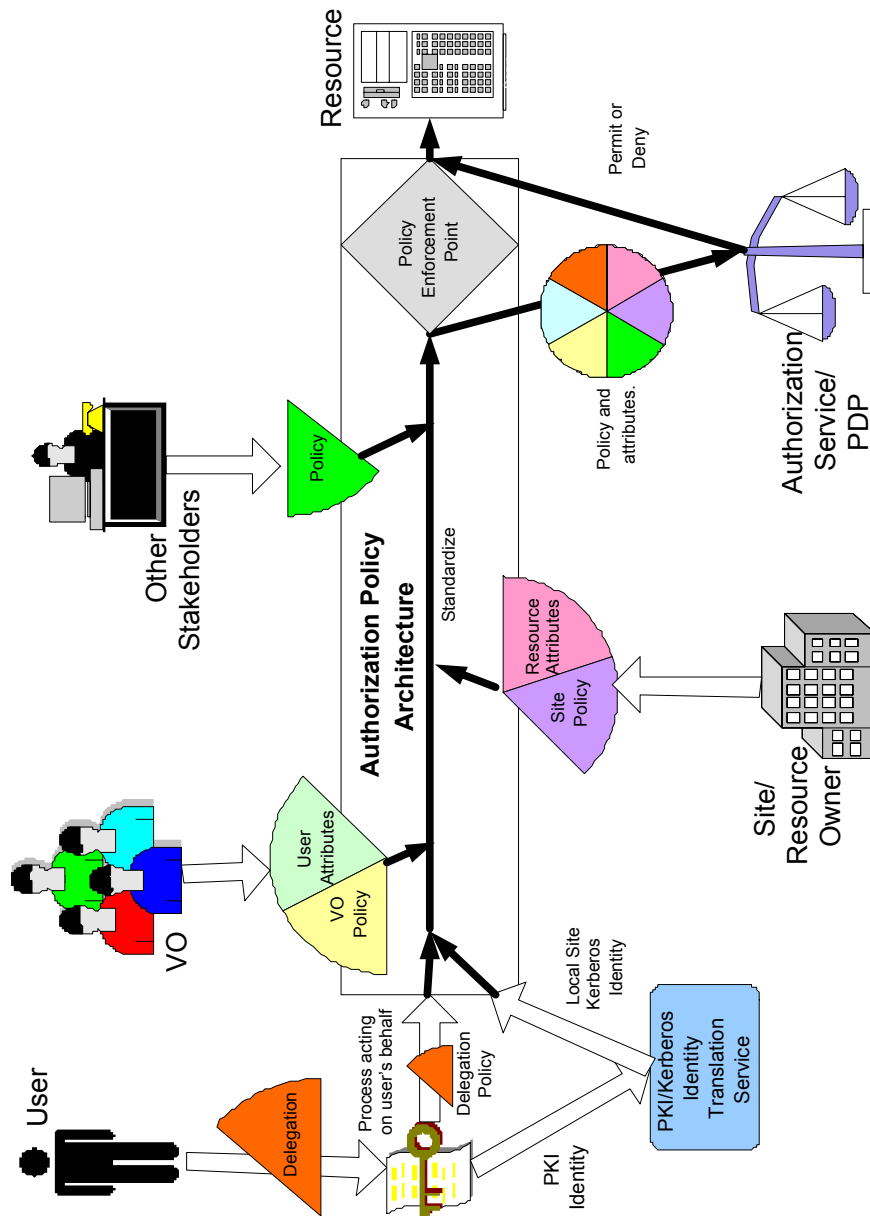 User
VO
Other
Stakeholders
Resource
Delegation
User
Attributes
VO
Policy
Policy
Process acting
on user's behalf
Delegation
Policy
Authorization Policy
Architecture
Standardize
Policy
Enforcement
Point
PKI
Identity
Local Site
Kerberos
Identity
Site
Policy
Resource
Attributes
Policy and
attributes.
Permit or
Deny
PKI/Kerberos
Identity
Translation
Service
Site/
Resource
Owner
Authorization
Service/
PDP